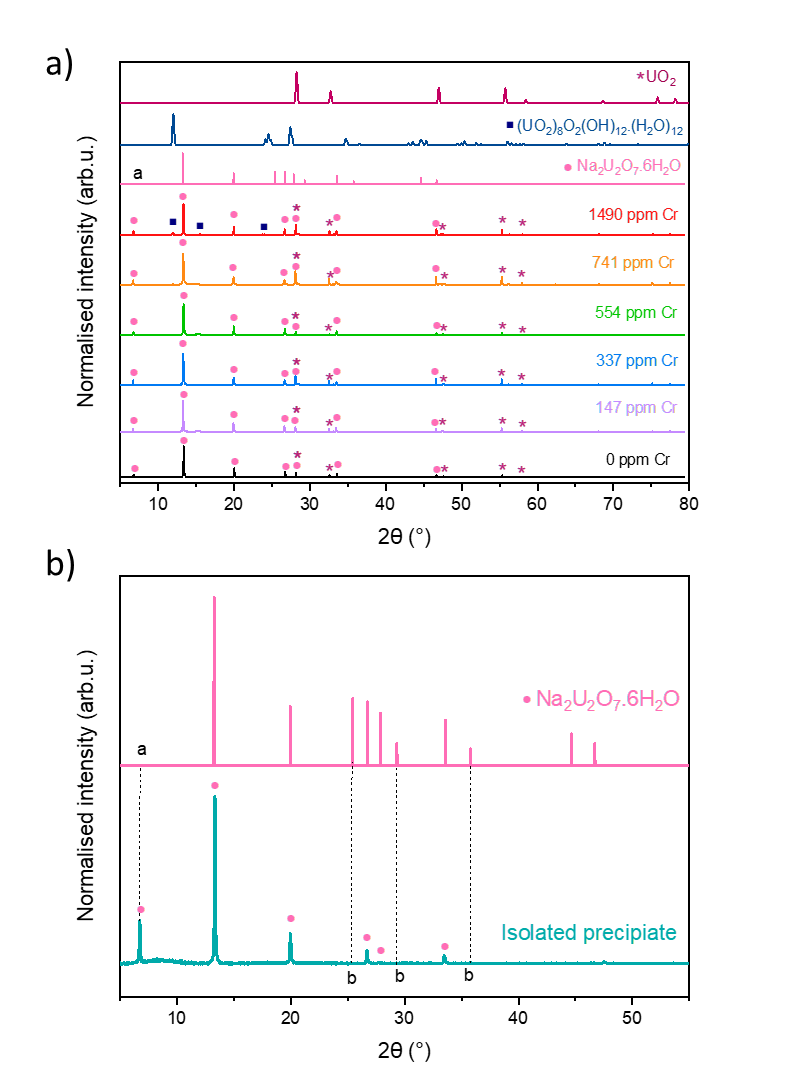 a)
*UO₂
■ (UO₂)₈O₂(OH)₁₂.(H₂O)₁₂
a
● Na₂U₂O₇.6H₂O
1490 ppm Cr
741 ppm Cr
554 ppm Cr
337 ppm Cr
147 ppm Cr
0 ppm Cr
Normalised intensity (arb.u.)
10 20 30 40 50 60 70 80
2θ (°)
b)
● Na₂U₂O₇.6H₂O
a
Isolated precipiate
b b b
Normalised intensity (arb.u.)
10 20 30 40 50
2θ (°)